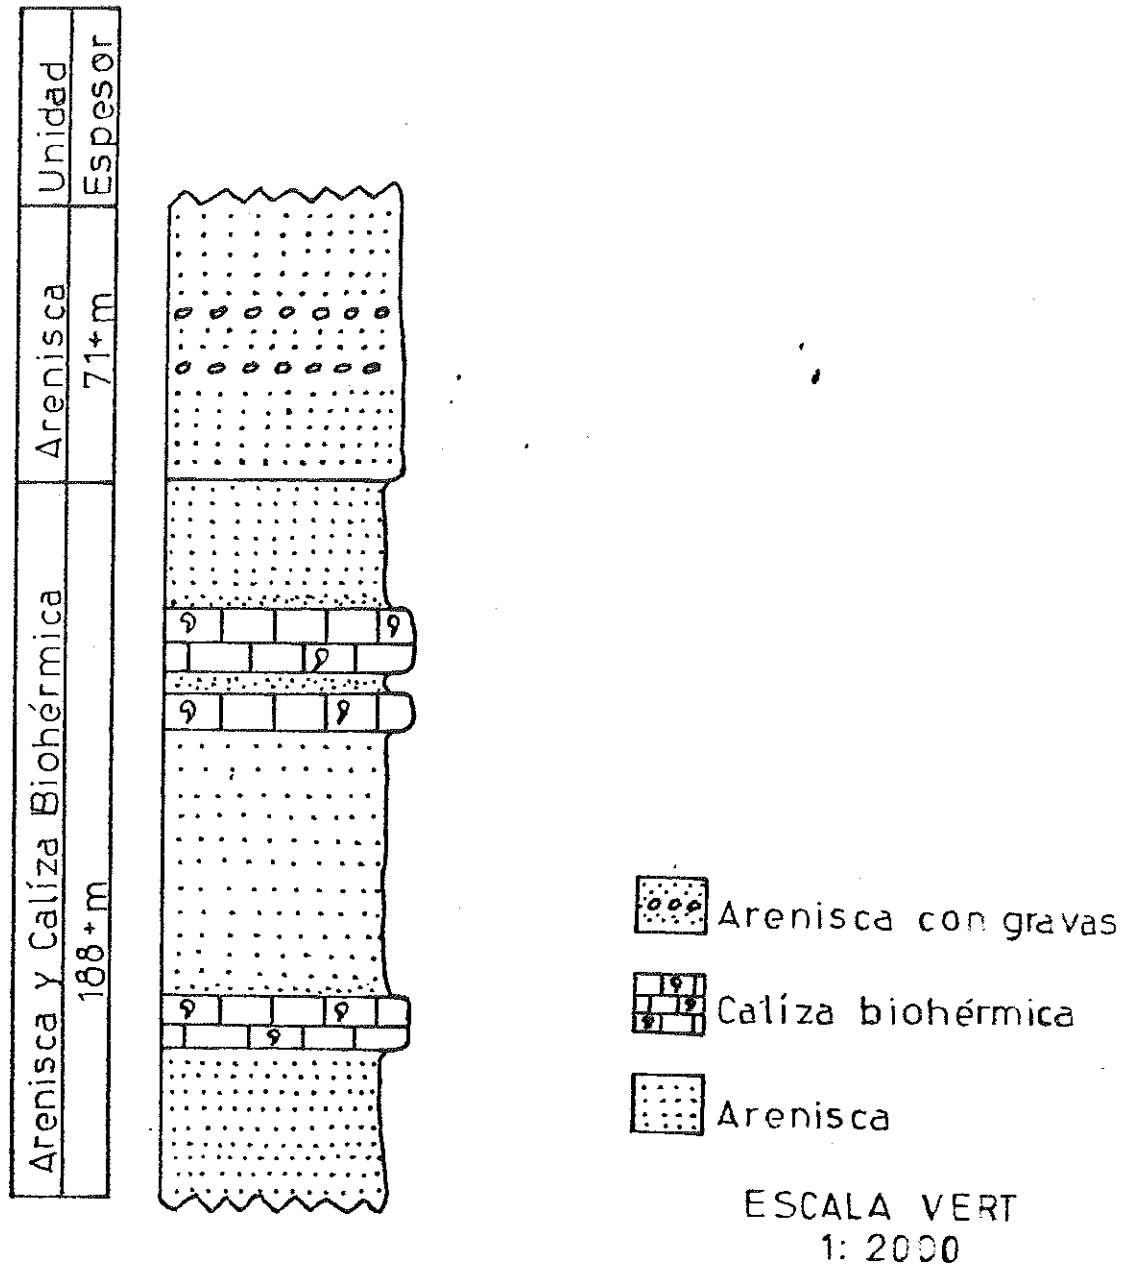 Unidad
Espesor
Arenisca
71+m
Arenisca y Calíza Biohérmica
188+m
Arenisca con gravas
Calíza biohérmica
Arenisca
ESCALA VERT
1: 2000